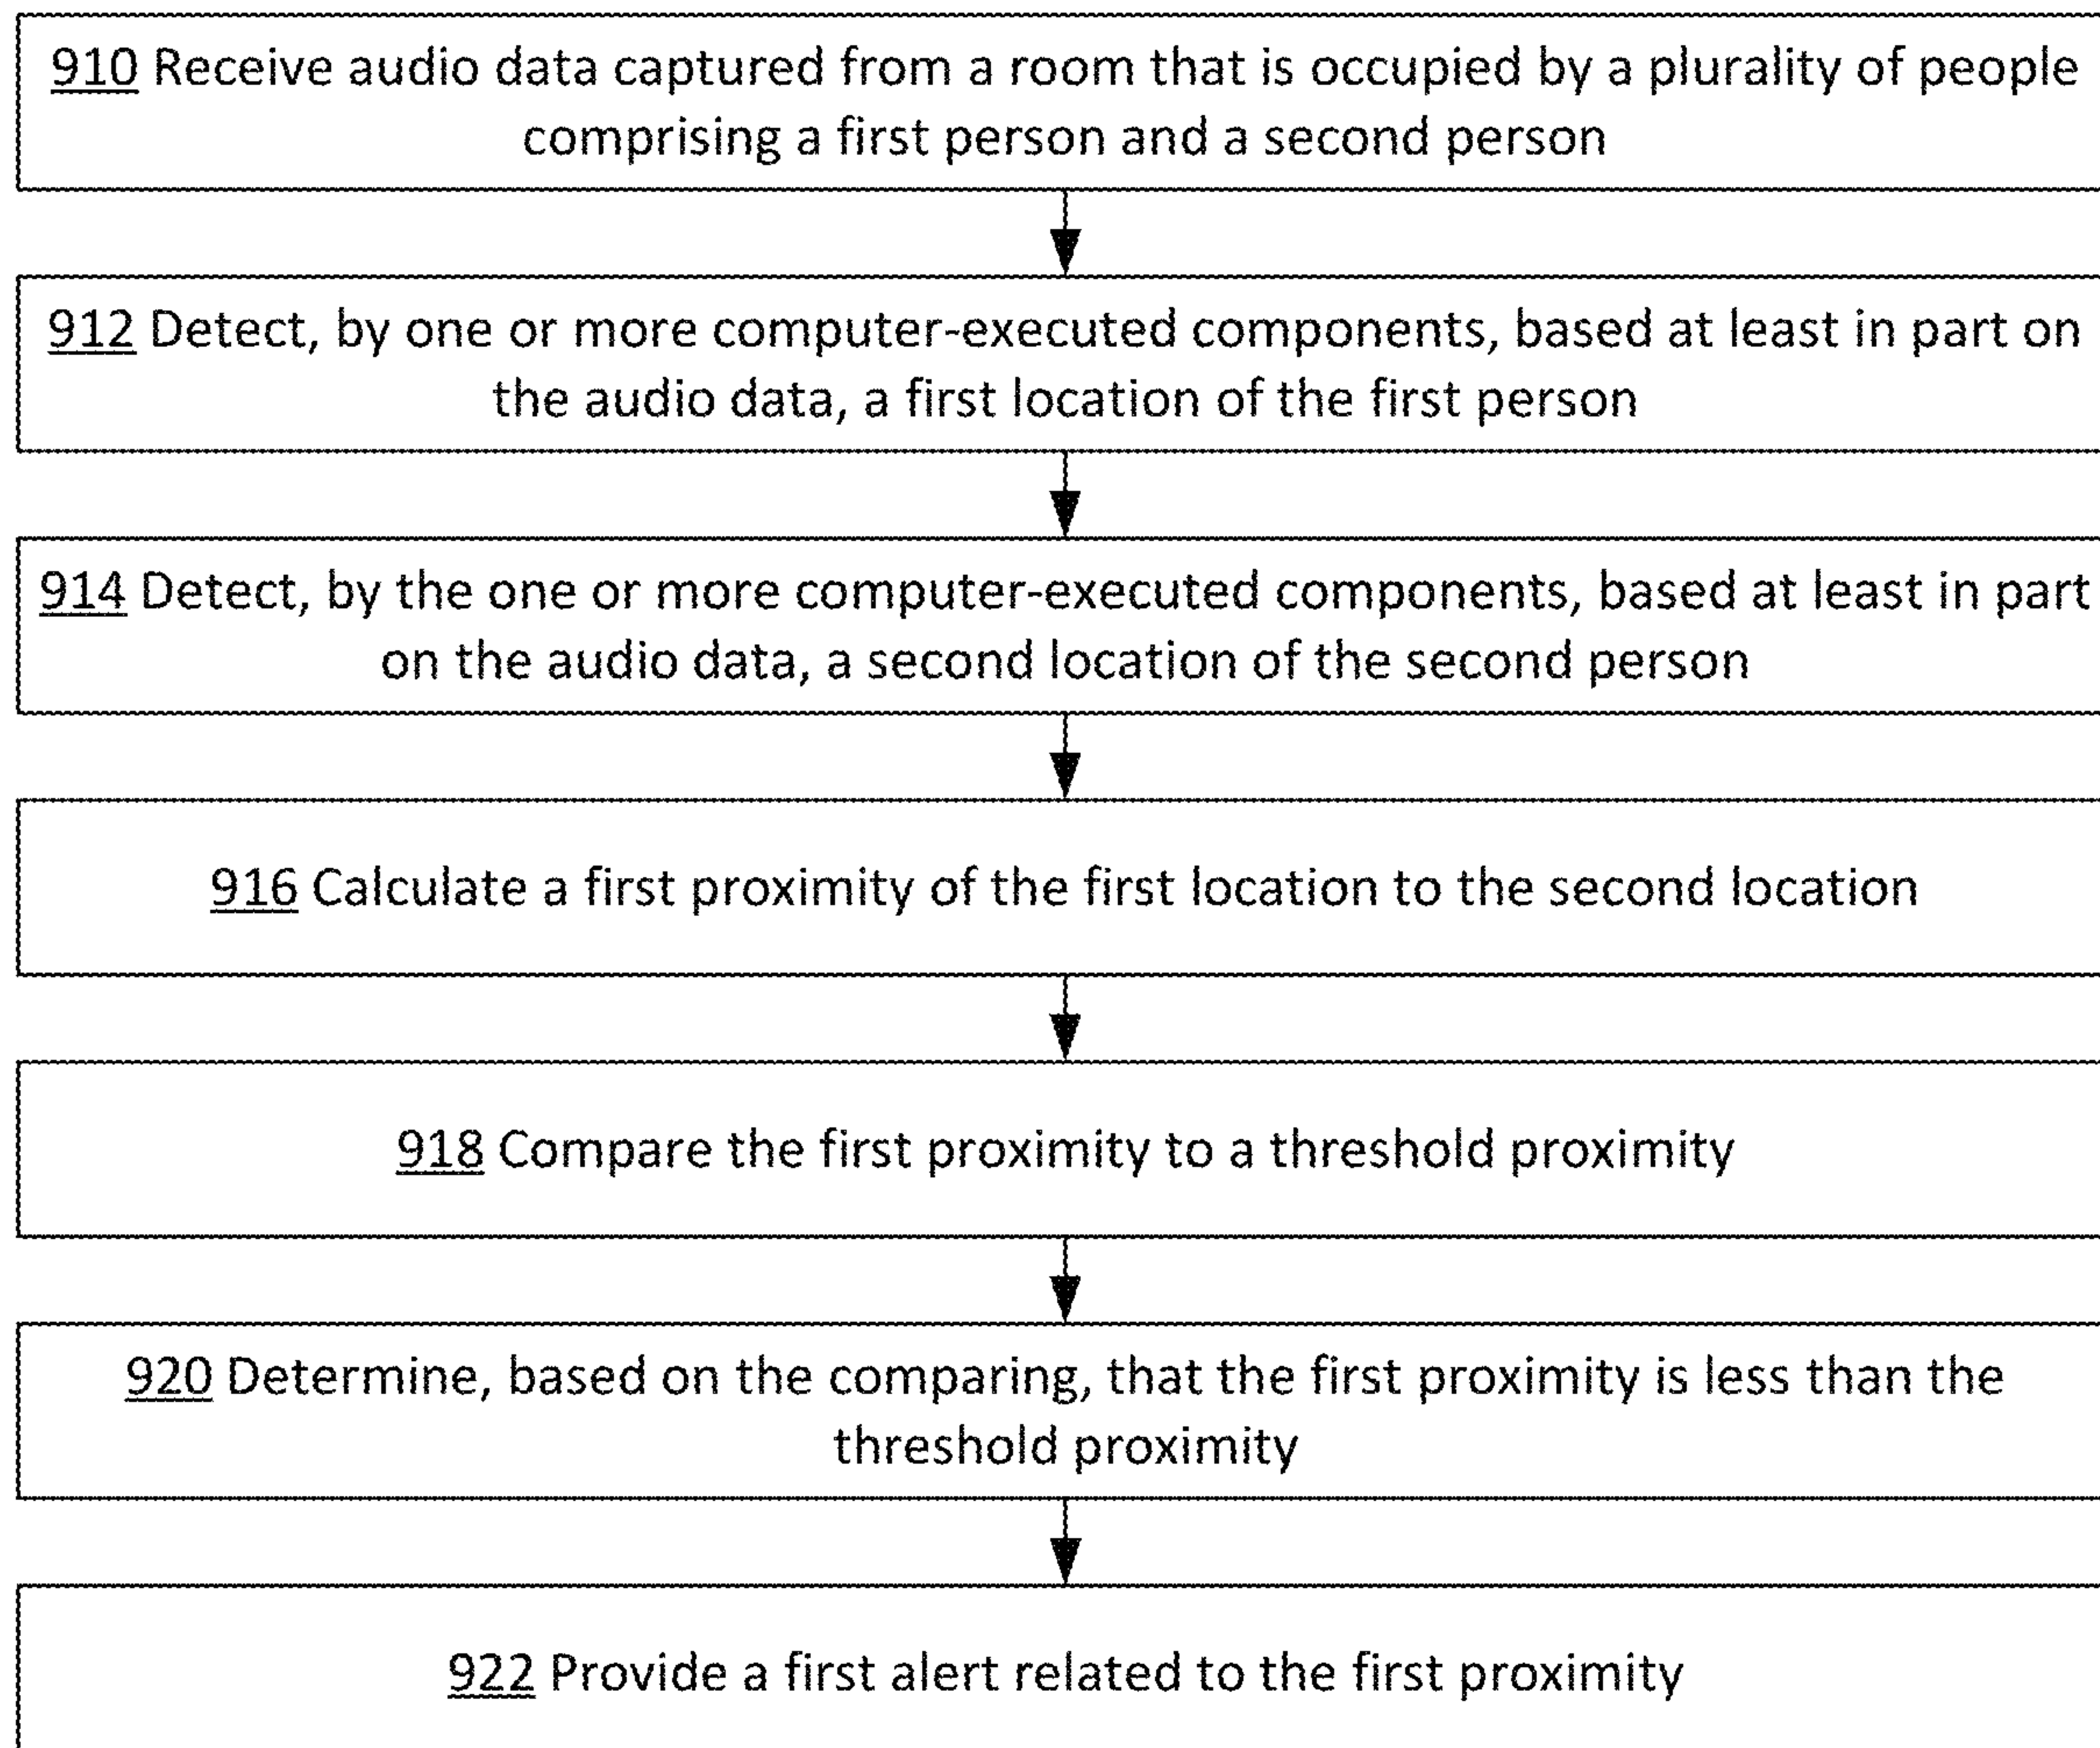 910 Receive audio data captured from a room that is occupied by a plurality of people
comprising a first person and a second person
912 Detect, by one or more computer-executed components, based at least in part on
the audio data, a first location of the first person
914 Detect, by the one or more computer-executed components, based at least in part
on the audio data, a second location of the second person
916 Calculate a first proximity of the first location to the second location
918 Compare the first proximity to a threshold proximity
920 Determine, based on the comparing, that the first proximity is less than the
threshold proximity
922 Provide a first alert related to the first proximity